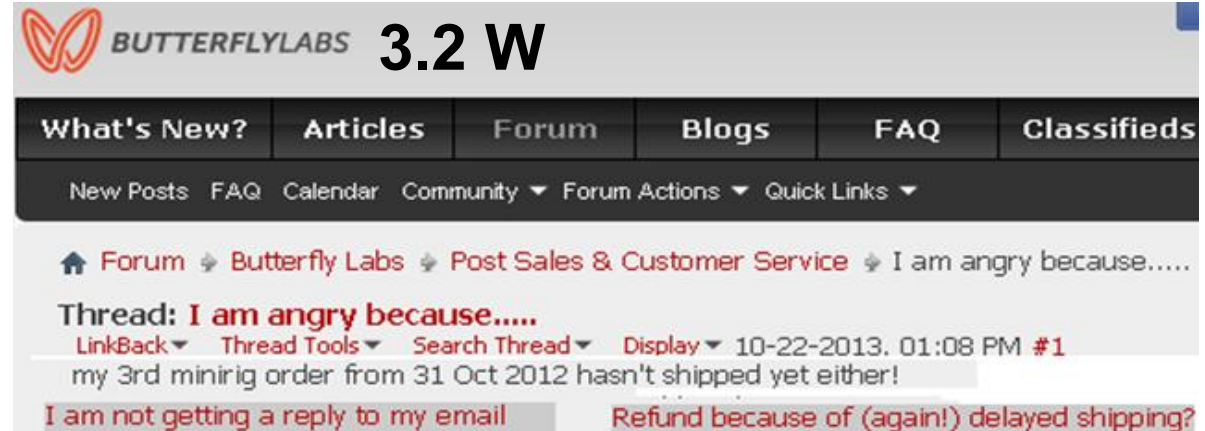 BUTTERFLYLABS 3.2 W
What's New? Articles Forum Blogs FAQ Classifieds
New Posts FAQ Calendar Community Forum Actions Quick Links
Forum Butterfly Labs Post Sales & Customer Service I am angry because.....
Thread: I am angry because.....
LinkBack Thread Tools Search Thread Display 10-22-2013. 01:08 PM #1
my 3rd minirig order from 31 Oct 2012 hasn't shipped yet either!
I am not getting a reply to my email Refund because of (again!) delayed shipping?